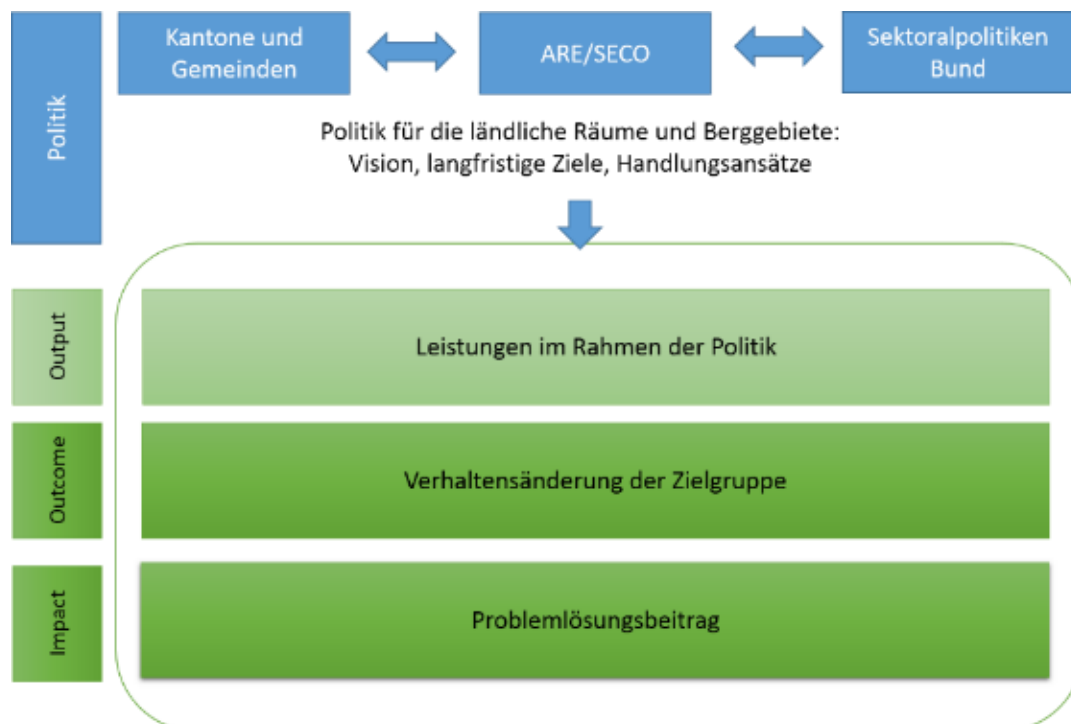 Politik
Kantone und
Gemeinden
ARE/SECO
Sektoralpolitiken
Bund
Politik für die ländliche Räume und Berggebiete:
Vision, langfristige Ziele, Handlungsansätze
Output
Leistungen im Rahmen der Politik
Outcome
Verhaltensänderung der Zielgruppe
Impact
Problemlösungsbeitrag